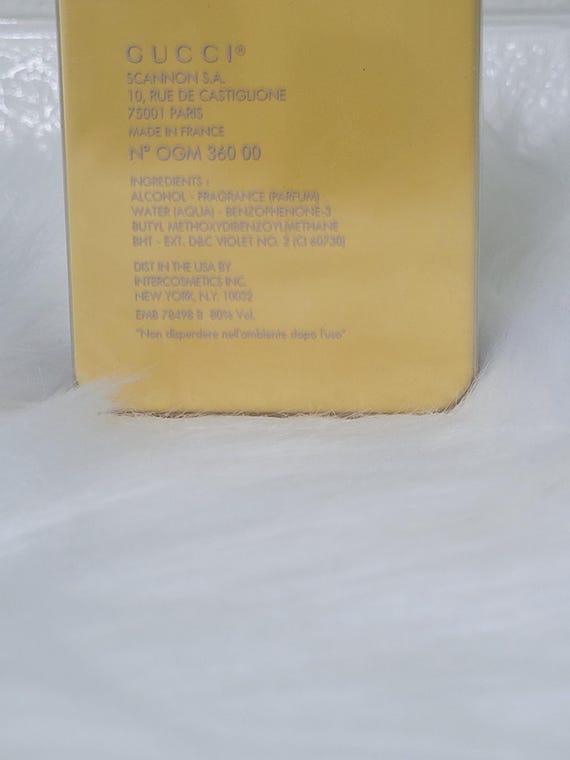 GUCCI®
SCANNON S.A.
10, RUE DE CASTIGLIONE
75001 PARIS
MADE IN FRANCE
N° OGM 360 00
INGREDIENTS :
ALCOHOL - FRAGRANCE (PARFUM)
WATER (AQUA) - BENZOPHENONE-3
BUTYL METHOXYDIBENZOYLMETHANE
BHT - EXT. D&C VIOLET NO. 2 (CI 60730)
DIST IN THE USA BY
INTERCOSMETICS INC.
NEW YORK, N.Y. 10022
EMB 78498 B 80% Vol.
"Non disperdere nell'ambiente dopo l'uso"